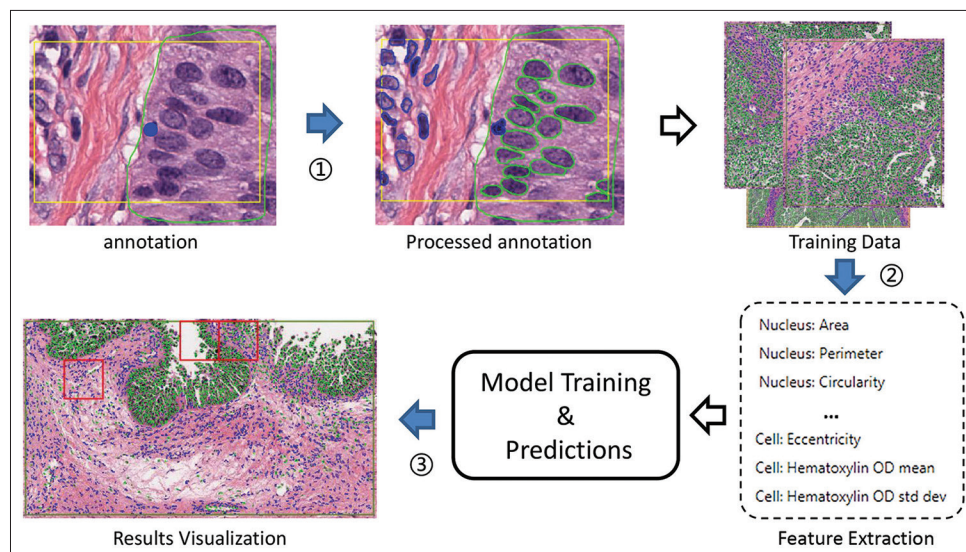 ①
annotation
Processed annotation
Training Data
②
Nucleus: Area
Nucleus: Perimeter
Nucleus: Circularity
...
Cell: Eccentricity
Cell: Hematoxylin OD mean
Cell: Hematoxylin OD std dev
Feature Extraction
Model Training
&
Predictions
③
Results Visualization